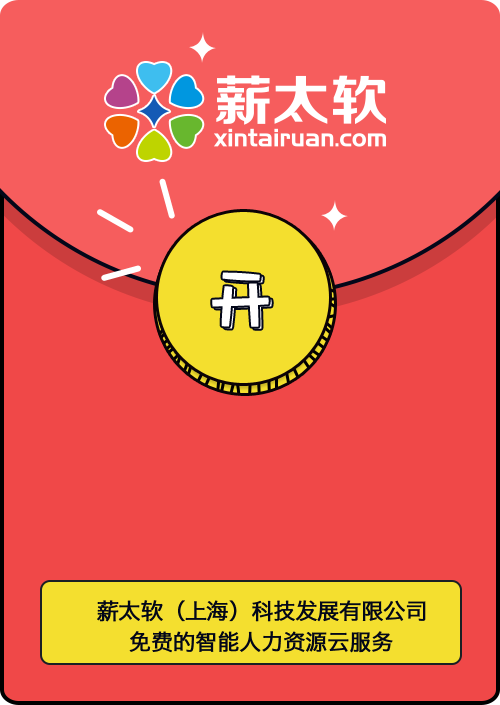 薪太软
xintairuan.com
开
薪太软（上海）科技发展有限公司
免费的智能人力资源云服务